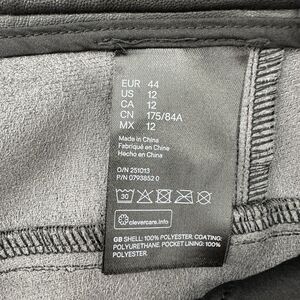 EUR 44
US 12
CA 12
CN 175/84A
MX 12
Made in China
Fabriqué en Chine
Hecho en China
O/N 251013
P/N 0793852 0
30
clevercare.info
GB SHELL: 100% POLYESTER. COATING:
POLYURETHANE. POCKET LINING: 100%
POLYESTER.